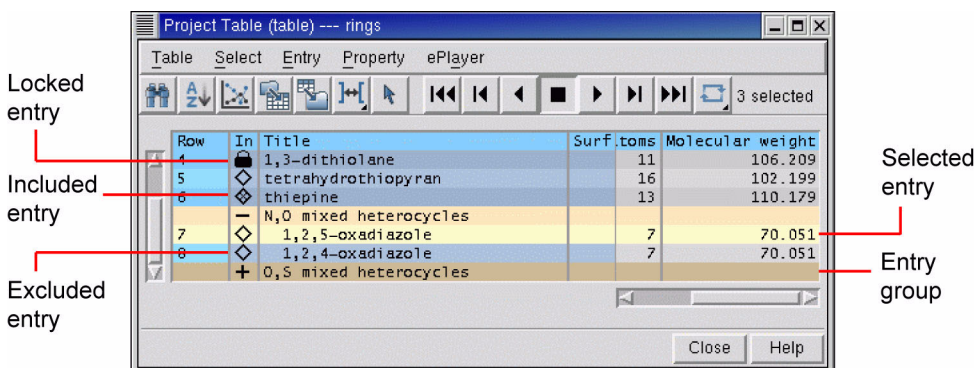 Project Table (table) --- rings
Table Select Entry Property ePlayer
3 selected
Locked
entry
Included
entry
Excluded
entry
Row In Title Surf .toms Molecular weight
4 1,3-dithiolane 11 106.209
5 tetrahydrothiopyran 16 102.199
6 thiepine 13 110.179
N,O mixed heterocycles
7 1,2,5-oxadiazole 7 70.051
8 1,2,4-oxadiazole 7 70.051
O,S mixed heterocycles
Selected
entry
Entry
group
Close Help